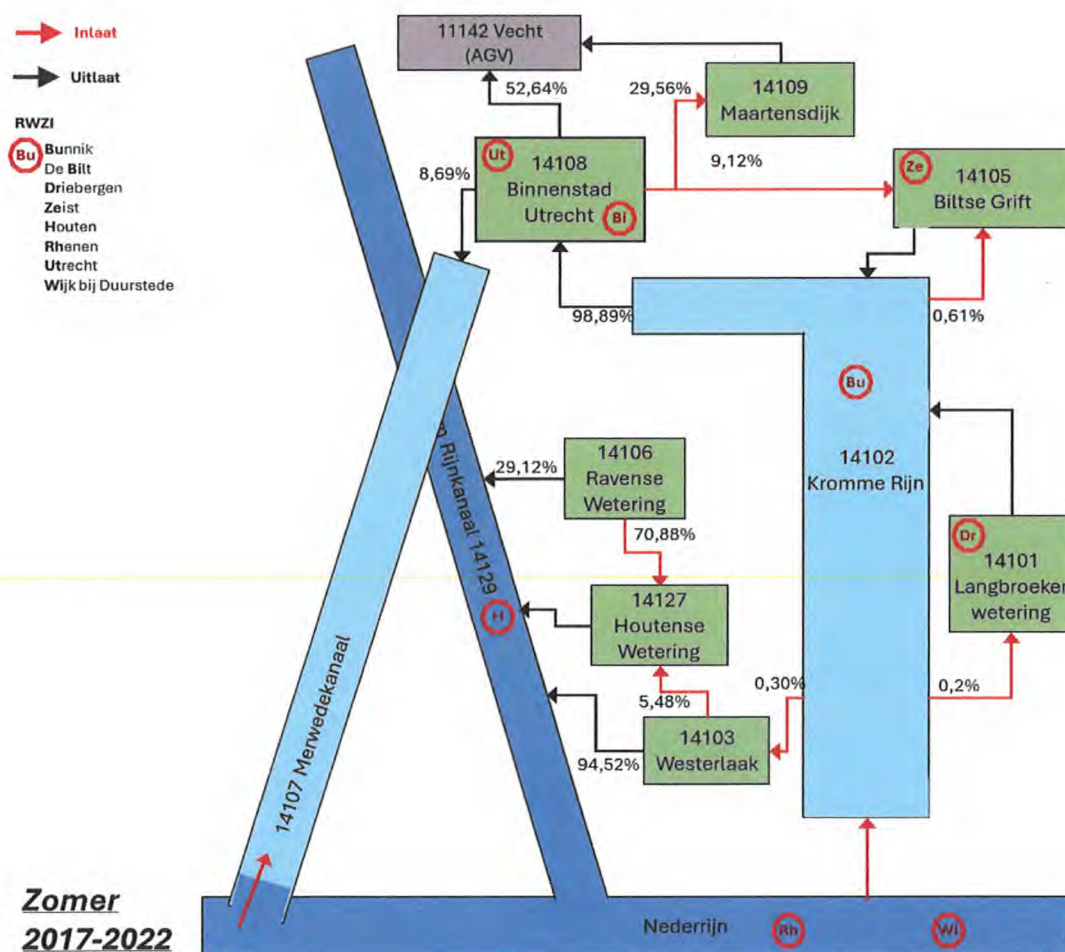 Inlaat
Uitlaat
RWZI
Bu
Bunnik
De Bilt
Driebergen
Zeist
Houten
Rhenen
Utrecht
Wijk bij Duurstede
11142 Vecht
(AGV)
52,64%
29,56%
14109
Maartensdijk
8,69%
Ut
14108
Binnenstad
Utrecht
Bi
9,12%
Ze
14105
Biltse Grift
98,89%
0,61%
Bu
14102
Kromme Rijn
m Rijnkanaal 14129
H
29,12%
14106
Ravense
Wetering
70,88%
Dr
14101
Langbroeker
wetering
14127
Houtense
Wetering
0,30%
0,2%
5,48%
14103
Westerlaak
94,52%
14107 Merwedekanaal
Zomer
2017-2022
Nederrijn
Rh
Wi